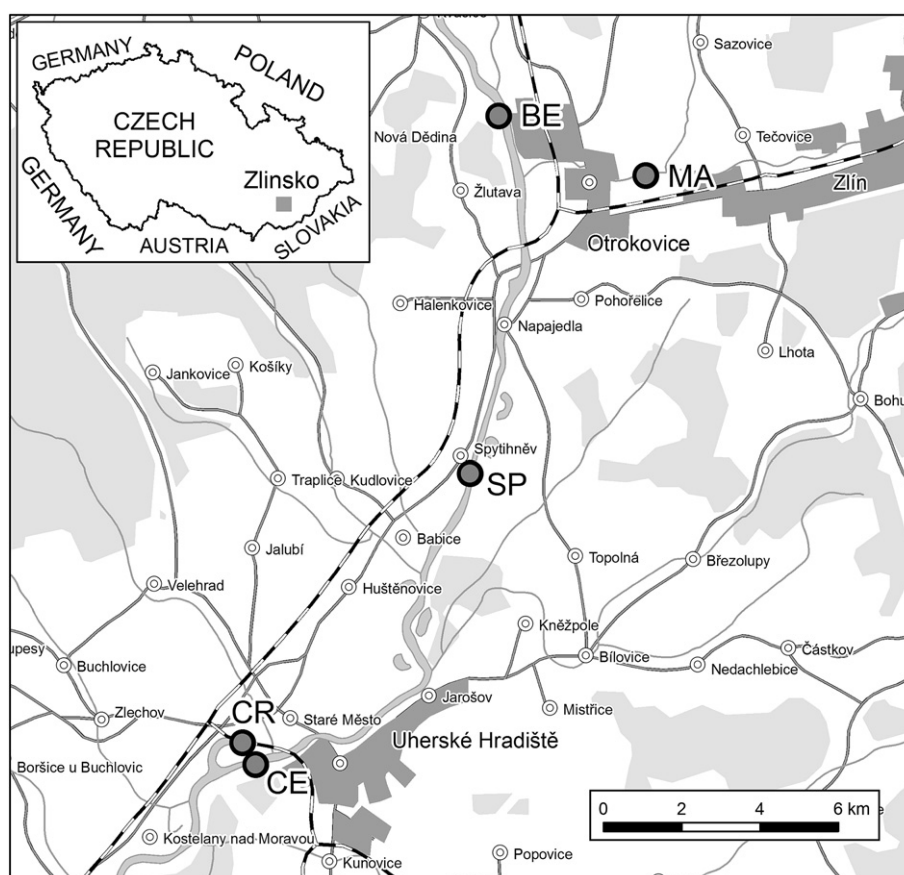 GERMANY
POLAND
CZECH
REPUBLIC
Zlinsko
GERMANY
AUSTRIA
SLOVAKIA
Sazovice
BE
Nová Dědina
Tečovice
MA
Zlín
Žlutava
Otrokovice
Halenkovice
Pohořelice
Napajedla
Lhota
Košíky
Jankovice
Bohu
Spytihněv
SP
Traplice
Kudlovice
Babice
Jalubí
Topolná
Březolupy
Velehrad
Huštěnovice
Kněžpole
Částkov
Bílovice
Nedachlebice
upesy
Buchlovice
Jarošov
Mistřice
Zlechov
CR
Staré Město
Uherské Hradiště
Boršice u Buchlovic
CE
0 2 4 6 km
Kostelany nad Moravou
Kunovice
Popovice